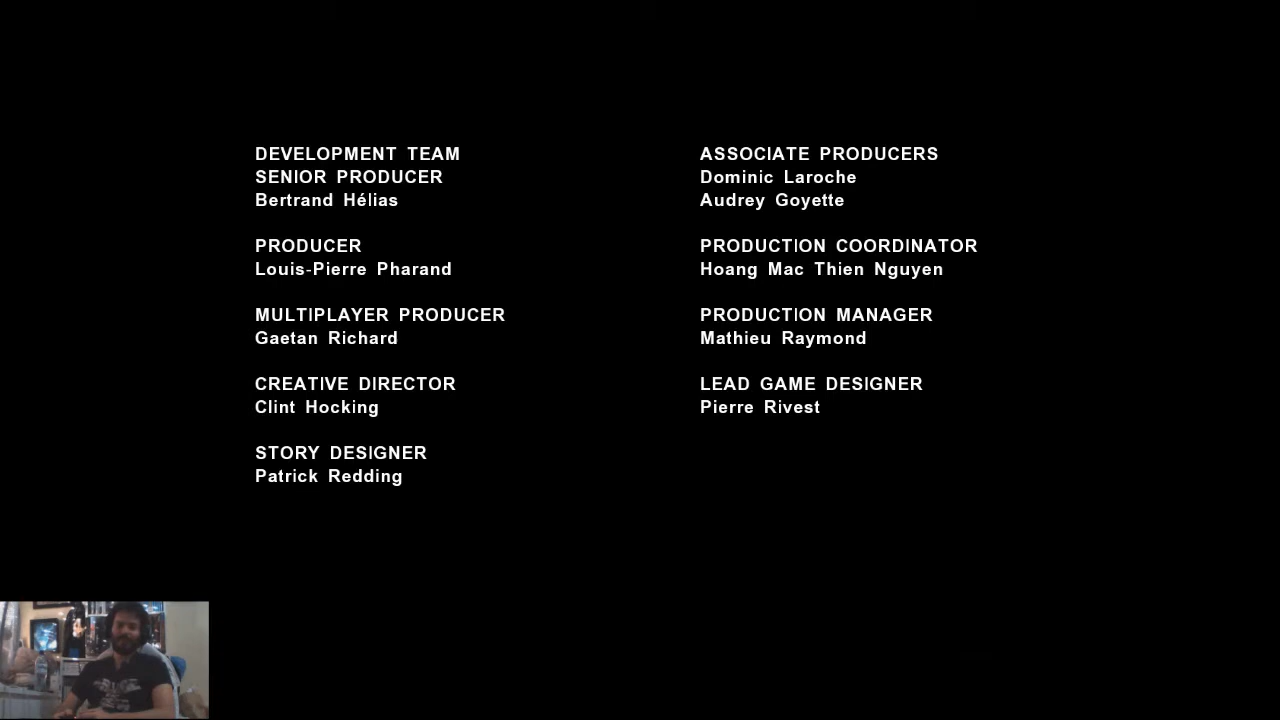 DEVELOPMENT TEAM
SENIOR PRODUCER
Bertrand Hélias
PRODUCER
Louis-Pierre Pharand
MULTIPLAYER PRODUCER
Gaetan Richard
CREATIVE DIRECTOR
Clint Hocking
STORY DESIGNER
Patrick Redding
ASSOCIATE PRODUCERS
Dominic Laroche
Audrey Goyette
PRODUCTION COORDINATOR
Hoang Mac Thien Nguyen
PRODUCTION MANAGER
Mathieu Raymond
LEAD GAME DESIGNER
Pierre Rivest